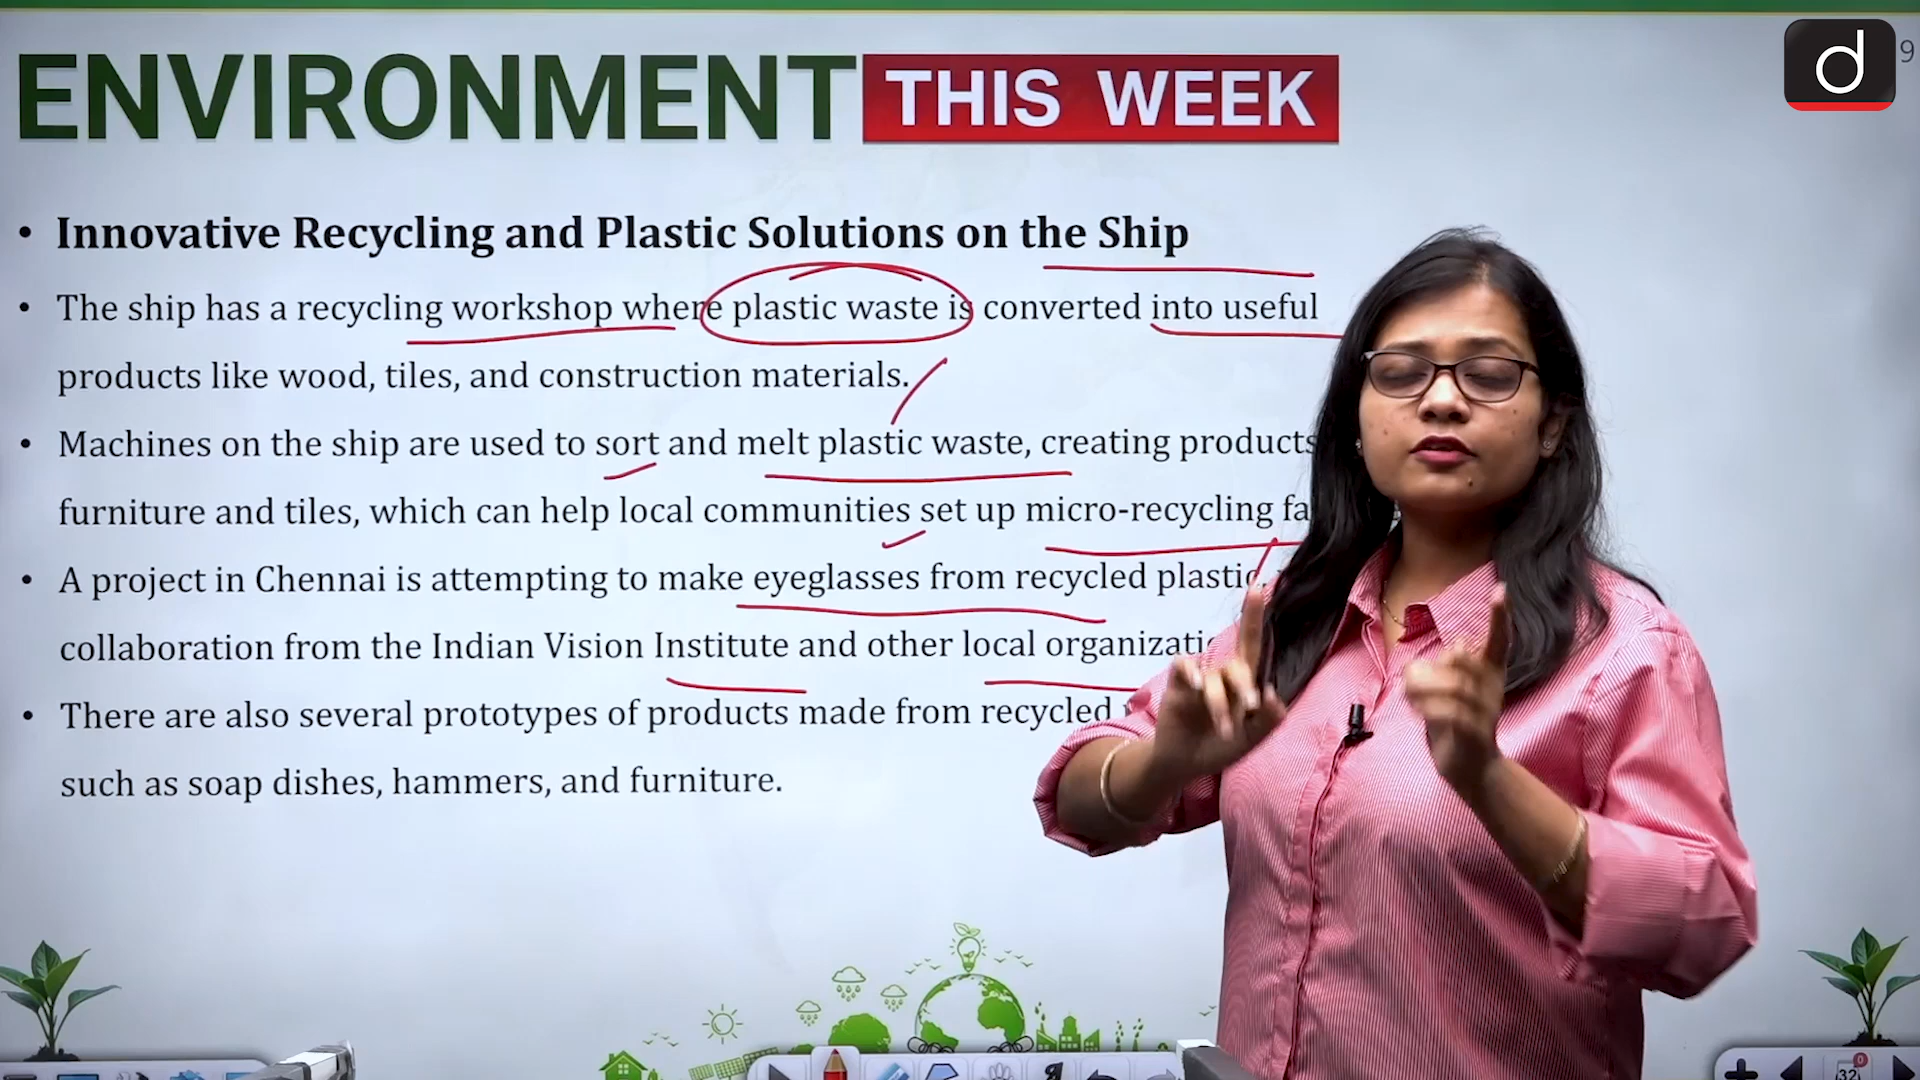 ENVIRONMENT THIS WEEK
d
9
• Innovative Recycling and Plastic Solutions on the Ship
• The ship has a recycling workshop where plastic waste is converted into useful
products like wood, tiles, and construction materials.
• Machines on the ship are used to sort and melt plastic waste, creating products
furniture and tiles, which can help local communities set up micro-recycling
• A project in Chennai is attempting to make eyeglasses from recycled plastic,
collaboration from the Indian Vision Institute and other local
• There are also several prototypes of products made from recycled
such as soap dishes, hammers, and furniture.
32